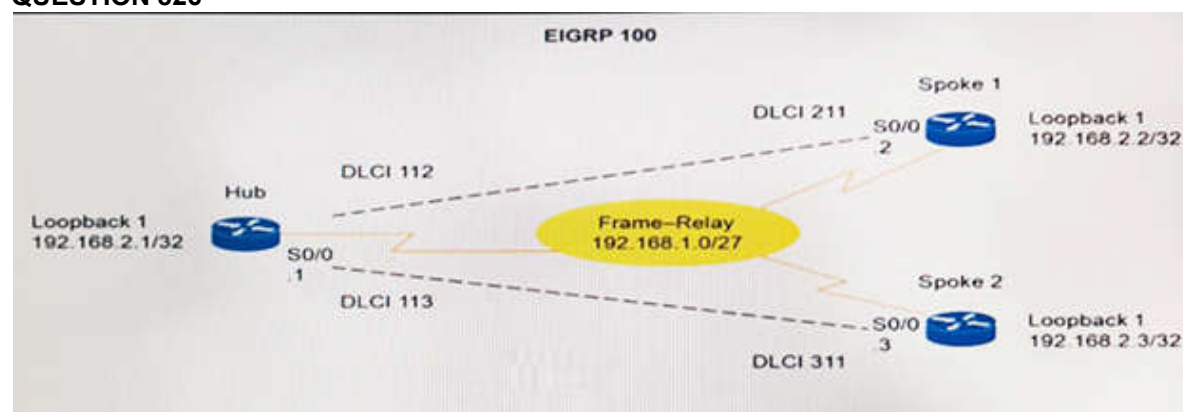 QUESTION 526
EIGRP 100
Spoke 1
DLCI 211
S0/0
.2
Loopback 1
192.168.2.2/32
DLCI 112
Hub
Loopback 1
192.168.2.1/32
Frame-Relay
192.168.1.0/27
S0/0
.1
DLCI 113
Spoke 2
S0/0
.3
Loopback 1
192.168.2.3/32
DLCI 311